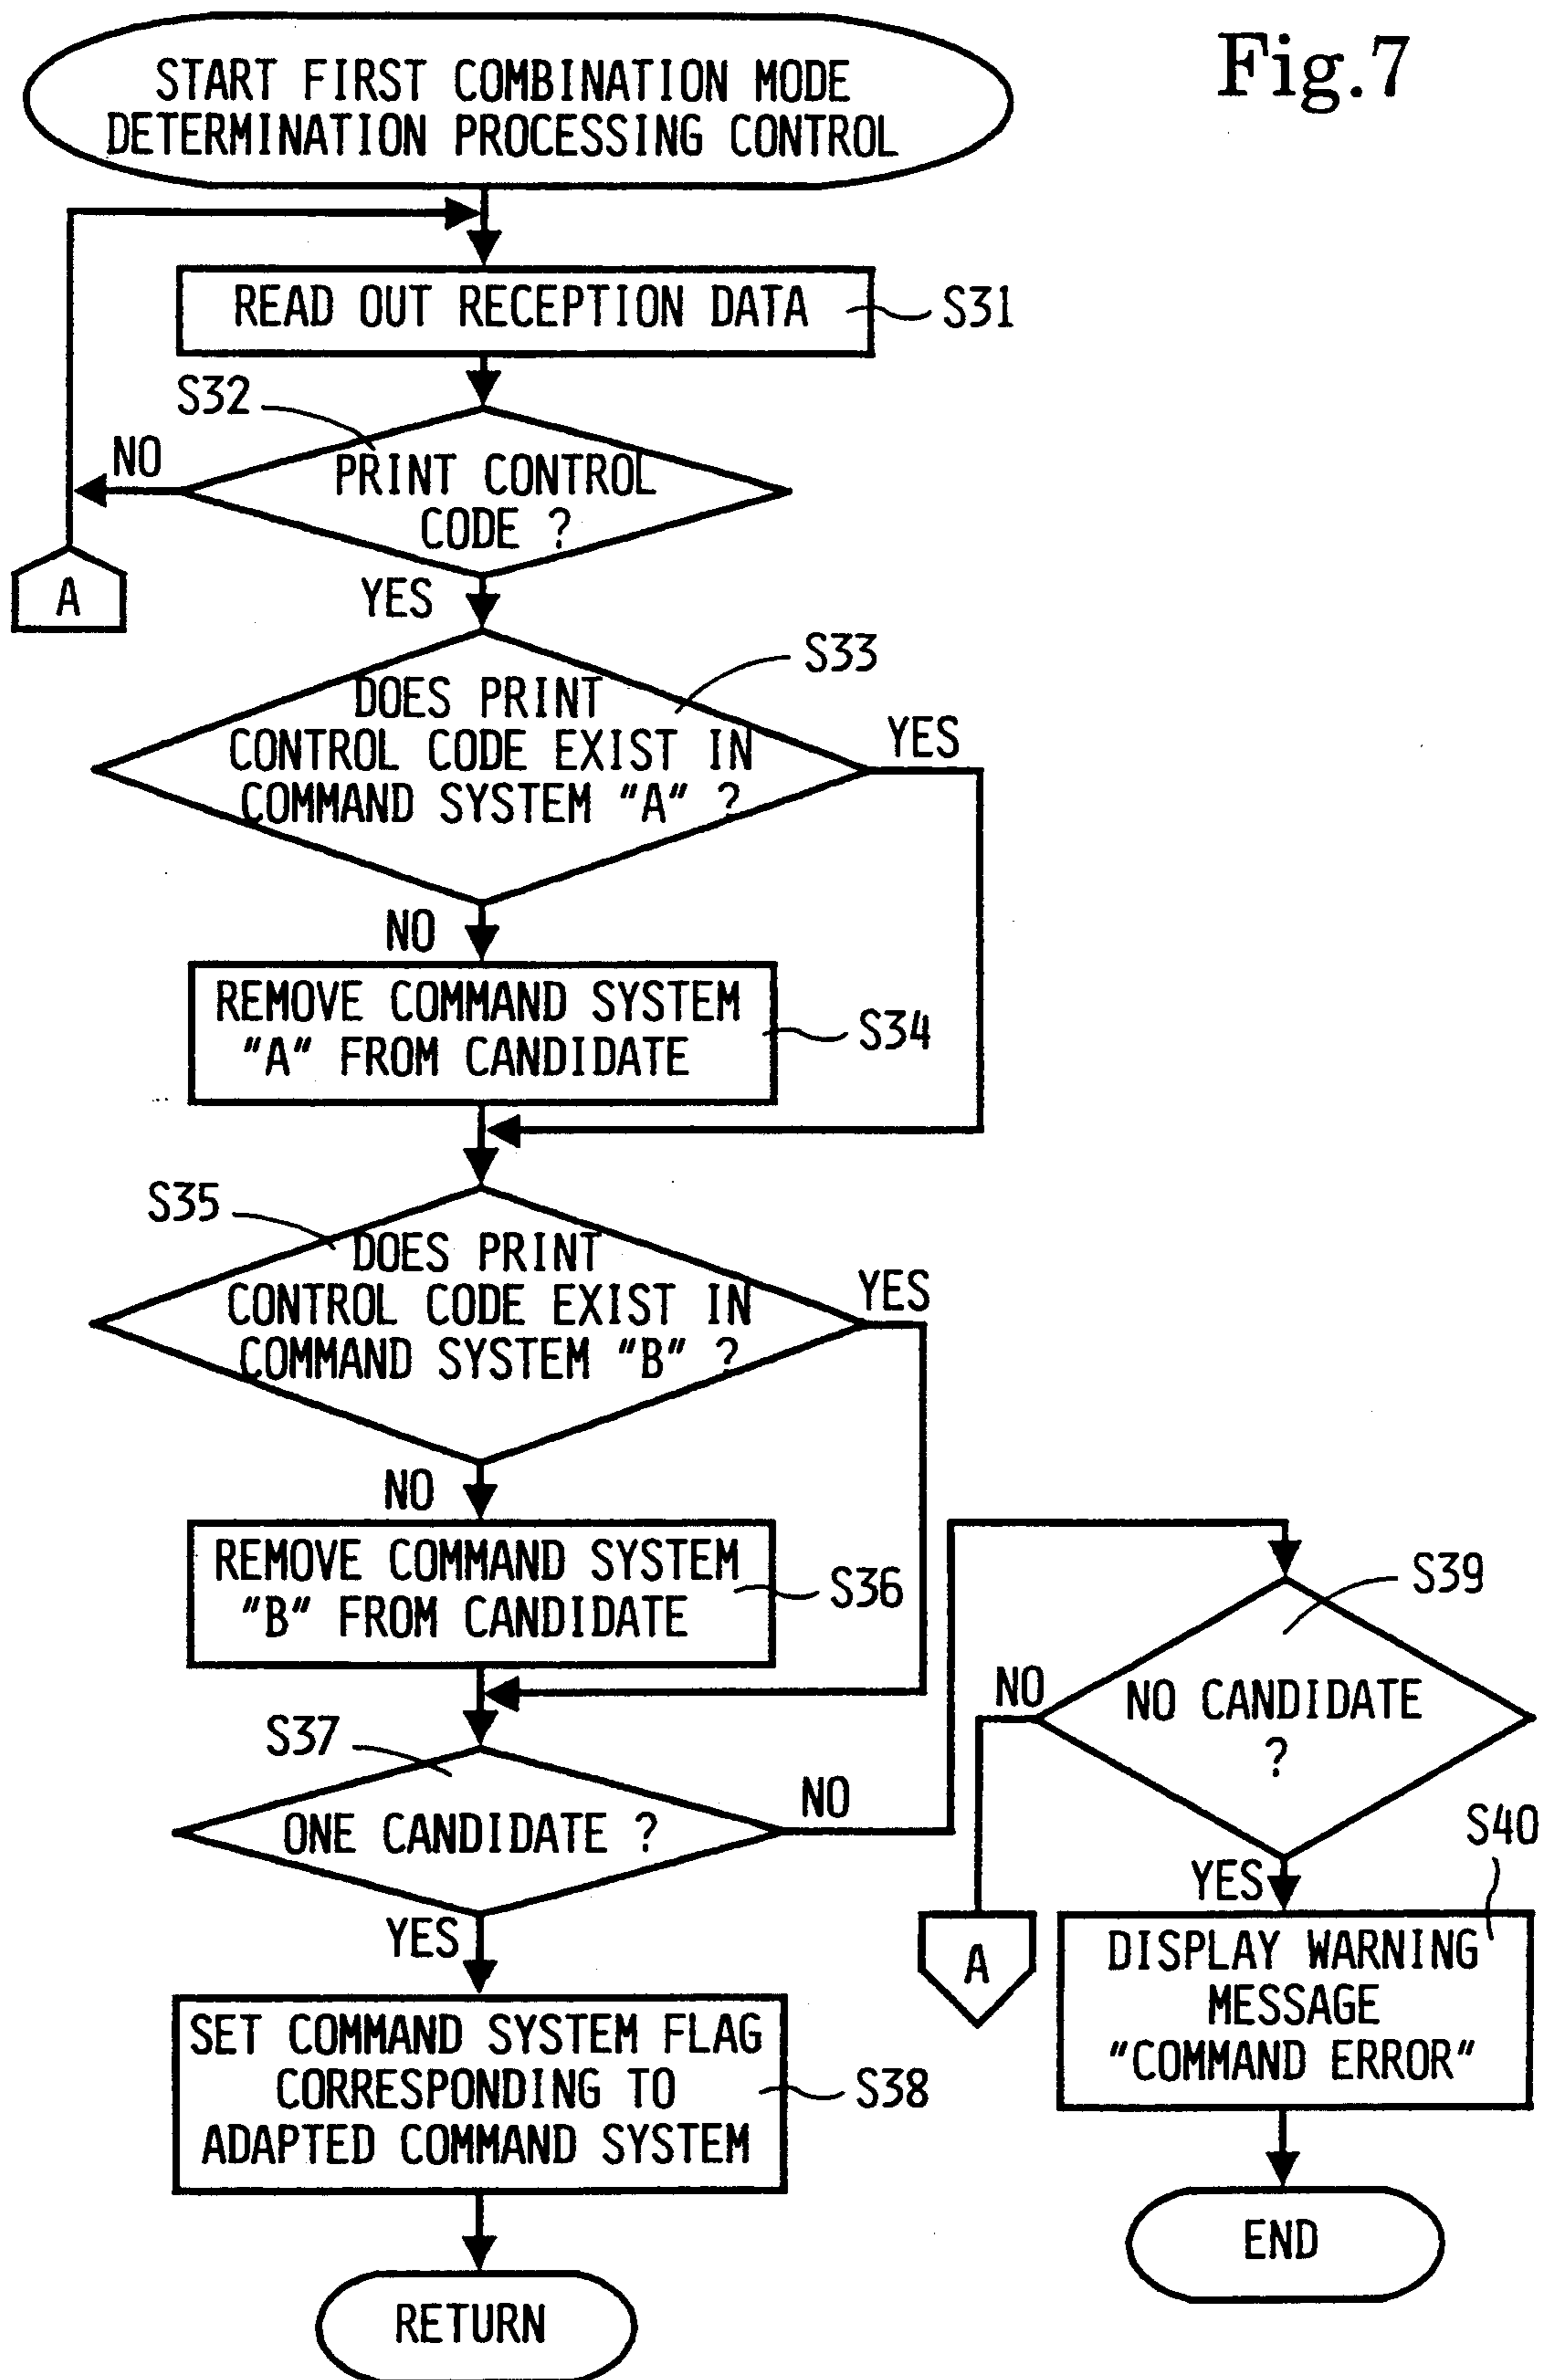 Fig.7
START FIRST COMBINATION MODE
DETERMINATION PROCESSING CONTROL
READ OUT RECEPTION DATA
S31
S32
NO
PRINT CONTROL
CODE ?
A
YES
S33
DOES PRINT
CONTROL CODE EXIST IN
COMMAND SYSTEM "A" ?
YES
NO
REMOVE COMMAND SYSTEM
"A" FROM CANDIDATE
S34
S35
DOES PRINT
CONTROL CODE EXIST IN
COMMAND SYSTEM "B" ?
YES
NO
REMOVE COMMAND SYSTEM
"B" FROM CANDIDATE
S36
S37
ONE CANDIDATE ?
NO
YES
SET COMMAND SYSTEM FLAG
CORRESPONDING TO
ADAPTED COMMAND SYSTEM
S38
RETURN
S39
NO CANDIDATE
?
NO
A
YES
S40
DISPLAY WARNING
MESSAGE
"COMMAND ERROR"
END